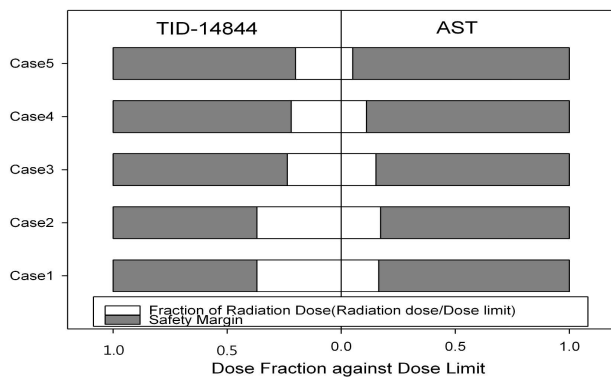 TID-14844 AST
Case5
Case4
Case3
Case2
Case1
Fraction of Radiation Dose(Radiation dose/Dose limit)
Safety Margin
1.0 0.5 0.0 0.5 1.0
Dose Fraction against Dose Limit